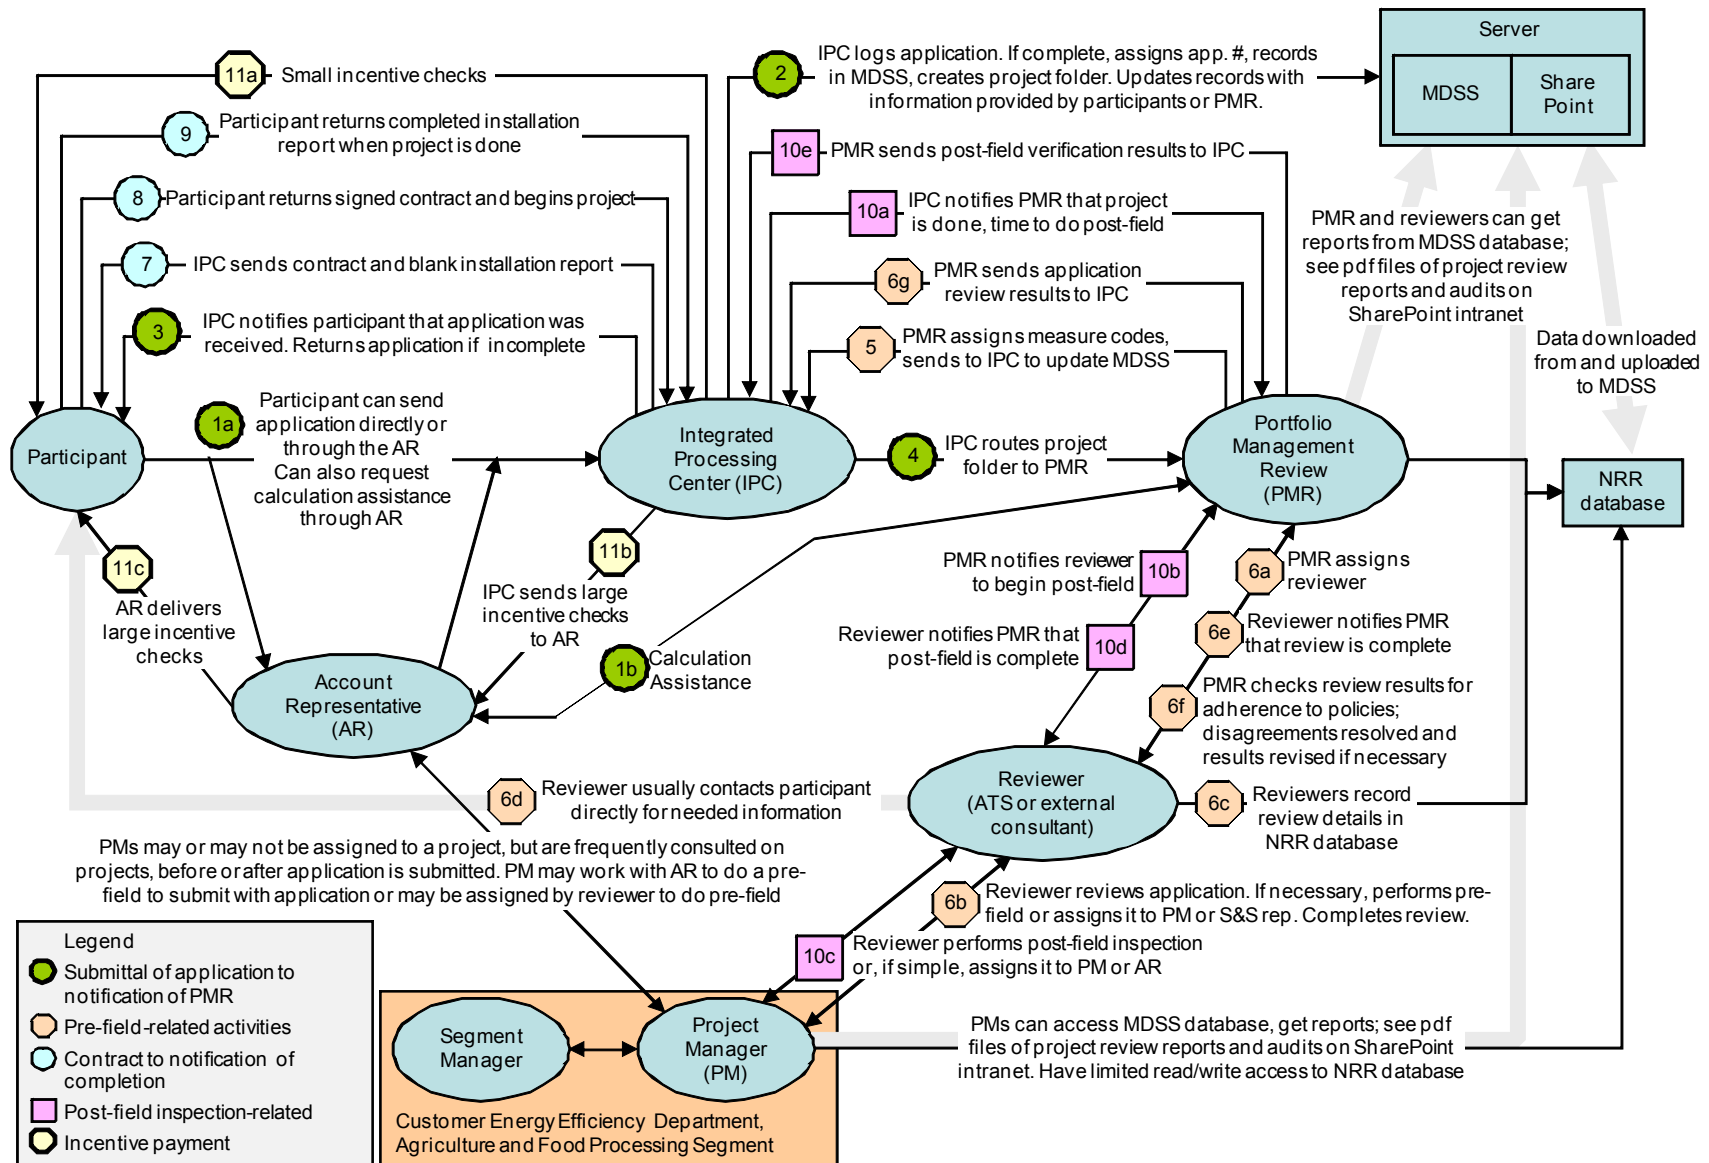 Server
MDSS
Share
Point
11a
Small incentive checks
2
IPC logs application. If complete, assigns app. #, records
in MDSS, creates project folder. Updates records with
information provided by participants or PMR.
9
Participant returns completed installation
report when project is done
10e
PMR sends post-field verification results to IPC
8
Participant returns signed contract and begins project
10a
IPC notifies PMR that project
is done, time to do post-field
PMR and reviewers can get
reports from MDSS database;
see pdf files of project review
reports and audits on
SharePoint intranet
7
IPC sends contract and blank installation report
6g
PMR sends application
review results to IPC
3
IPC notifies participant that application was
received. Returns application if incomplete
5
PMR assigns measure codes,
sends to IPC to update MDSS
Data downloaded
from and uploaded
to MDSS
1a
Participant can send
application directly or
through the AR
Can also request
calculation assistance
through AR
Participant
Integrated
Processing
Center (IPC)
4
IPC routes project
folder to PMR
Portfolio
Management
Review
(PMR)
NRR
database
11c
AR delivers
large incentive
checks
11b
IPC sends large
incentive checks
to AR
1b
Calculation
Assistance
PMR notifies reviewer
to begin post-field
10b
6a
PMR assigns
reviewer
Reviewer notifies PMR that
post-field is complete
10d
6e
Reviewer notifies PMR
that review is complete
6f
PMR checks review results for
adherence to policies;
disagreements resolved and
results revised if necessary
Account
Representative
(AR)
6d
Reviewer usually contacts participant
directly for needed information
Reviewer
(ATS or external
consultant)
6c
Reviewers record
review details in
NRR database
PMs may or may not be assigned to a project, but are frequently consulted on
projects, before or after application is submitted. PM may work with AR to do a pre-
field to submit with application or may be assigned by reviewer to do pre-field
6b
Reviewer reviews application. If necessary, performs pre-
field or assigns it to PM or S&S rep. Completes review.
10c
Reviewer performs post-field inspection
or, if simple, assigns it to PM or AR
Segment
Manager
Project
Manager
(PM)
PMs can access MDSS database, get reports; see pdf
files of project review reports and audits on SharePoint
intranet. Have limited read/write access to NRR database
Customer Energy Efficiency Department,
Agriculture and Food Processing Segment
Legend
Submittal of application to
notification of PMR
Pre-field-related activities
Contract to notification of
completion
Post-field inspection-related
Incentive payment